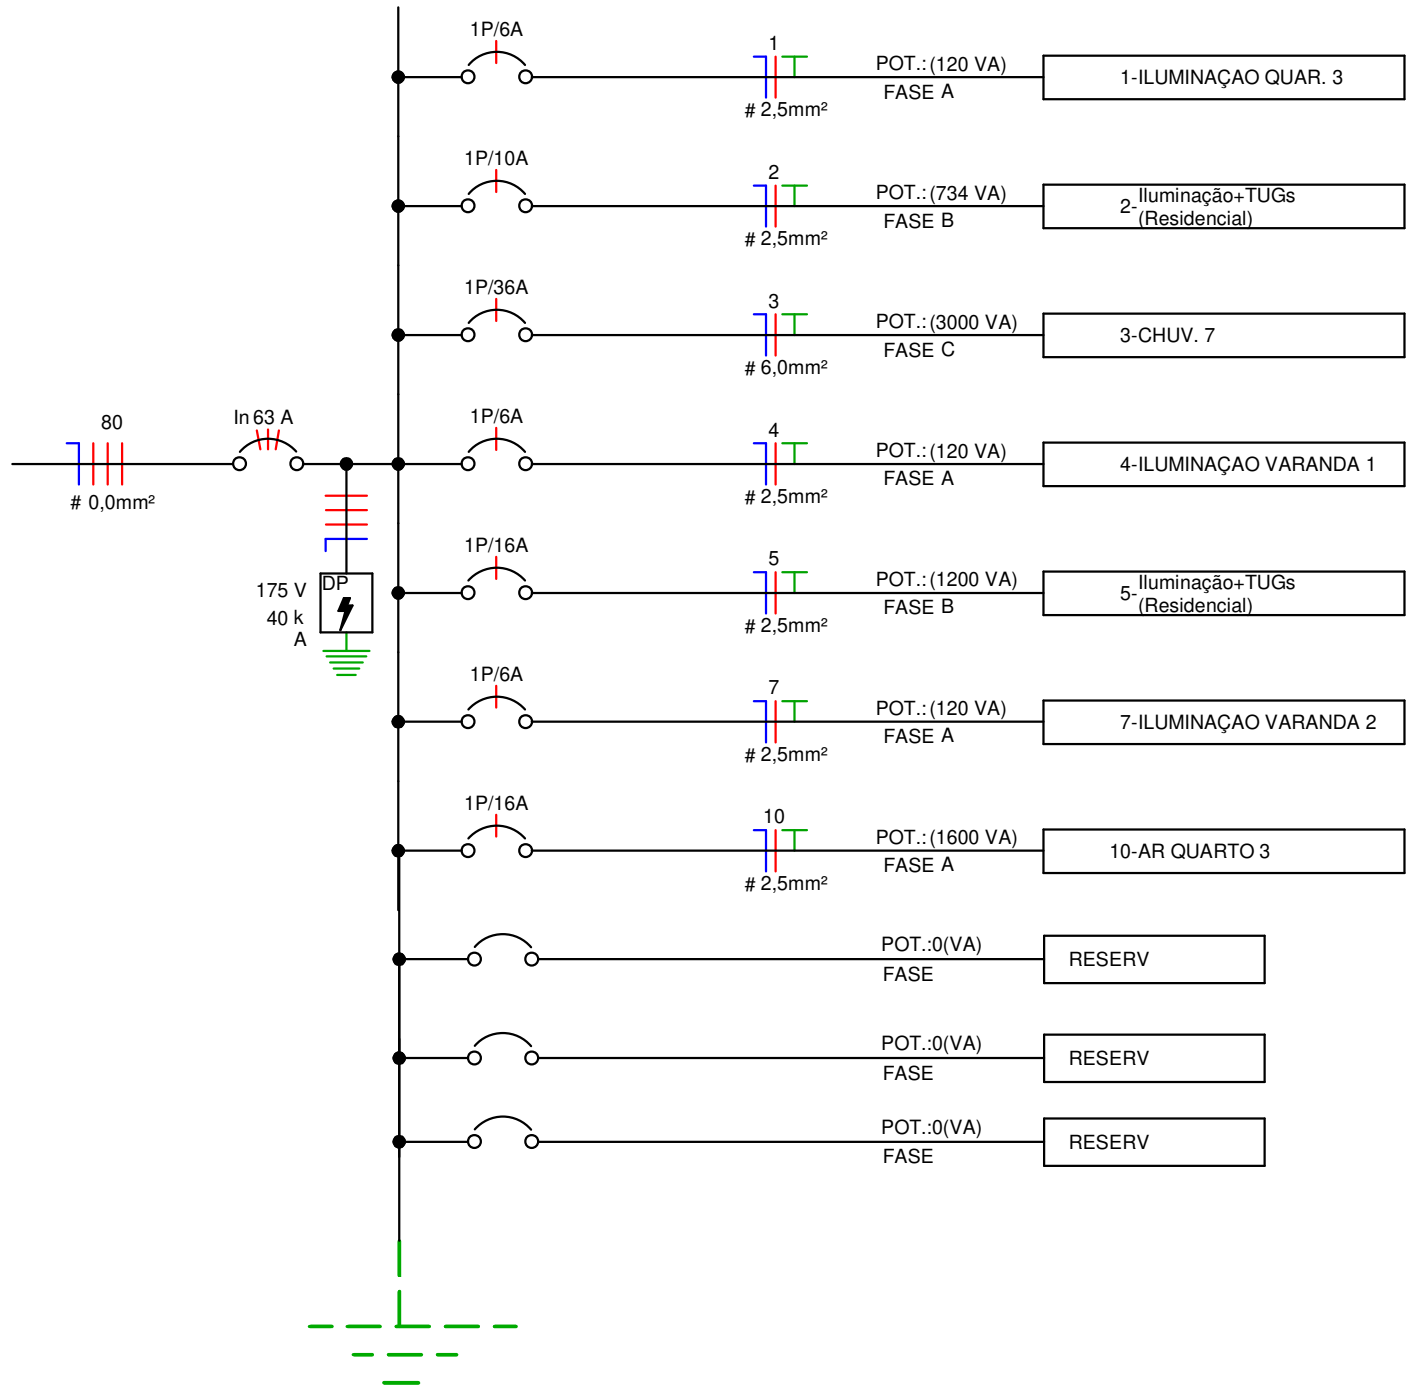 1P/6A
1
# 2,5mm²
POT.: (120 VA)
FASE A
1-ILUMINAÇAO QUAR. 3
1P/10A
2
# 2,5mm²
POT.: (734 VA)
FASE B
2-Iluminação+TUGs
(Residencial)
1P/36A
3
# 6,0mm²
POT.: (3000 VA)
FASE C
3-CHUV. 7
80
# 0,0mm²
In 63 A
1P/6A
4
# 2,5mm²
POT.: (120 VA)
FASE A
4-ILUMINAÇAO VARANDA 1
175 V
40 k
A
DP
1P/16A
5
# 2,5mm²
POT.: (1200 VA)
FASE B
5-Iluminação+TUGs
(Residencial)
1P/6A
7
# 2,5mm²
POT.: (120 VA)
FASE A
7-ILUMINAÇAO VARANDA 2
1P/16A
10
# 2,5mm²
POT.: (1600 VA)
FASE A
10-AR QUARTO 3
POT.:0(VA)
FASE
RESERV
POT.:0(VA)
FASE
RESERV
POT.:0(VA)
FASE
RESERV